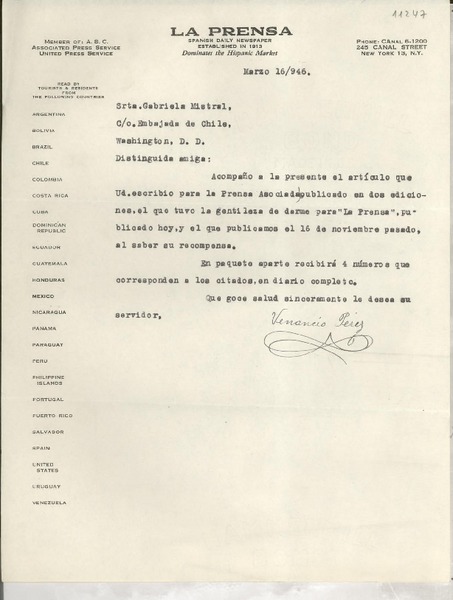 11247
LA PRENSA
SPANISH DAILY NEWSPAPER
ESTABLISHED IN 1913
Dominate the Hispanic Market
MEMBER OF: A. B. C.
ASSOCIATED PRESS SERVICE
UNITED PRESS SERVICE
PHONE: CANAL 6-1200
245 CANAL STREET
NEW YORK 13, N.Y.
READ BY
TOURISTS & RESIDENTS
FROM
THE FOLLOWING COUNTRIES
ARGENTINA
BOLIVIA
BRAZIL
CHILE
COLOMBIA
COSTA RICA
CUBA
DOMINICAN
REPUBLIC
ECUADOR
GUATEMALA
HONDURAS
MEXICO
NICARAGUA
PANAMA
PARAGUAY
PERU
PHILIPPINE
ISLANDS
PORTUGAL
PUERTO RICO
SALVADOR
SPAIN
UNITED
STATES
URUGUAY
VENEZUELA
Marzo 16/946.
Srta. Gabriela Mistral,
C/o. Embajada de Chile,
Washington, D. D.
Distinguida amiga:
Acompaño a la presente el artículo que
Ud. escribio para la Prensa Asociada publicado en dos edicio-
nes, el que tuvo la gentileza de darme para "La Prensa", pu-
blicado hoy, y el que publicamos el 16 de noviembre pasado,
al saber su recompensa.
En paquete aparte recibirá 4 números que
corresponden a los citados, en diario completo.
Que goce salud sinceramente le desea su
servidor,
Venancio Pérez